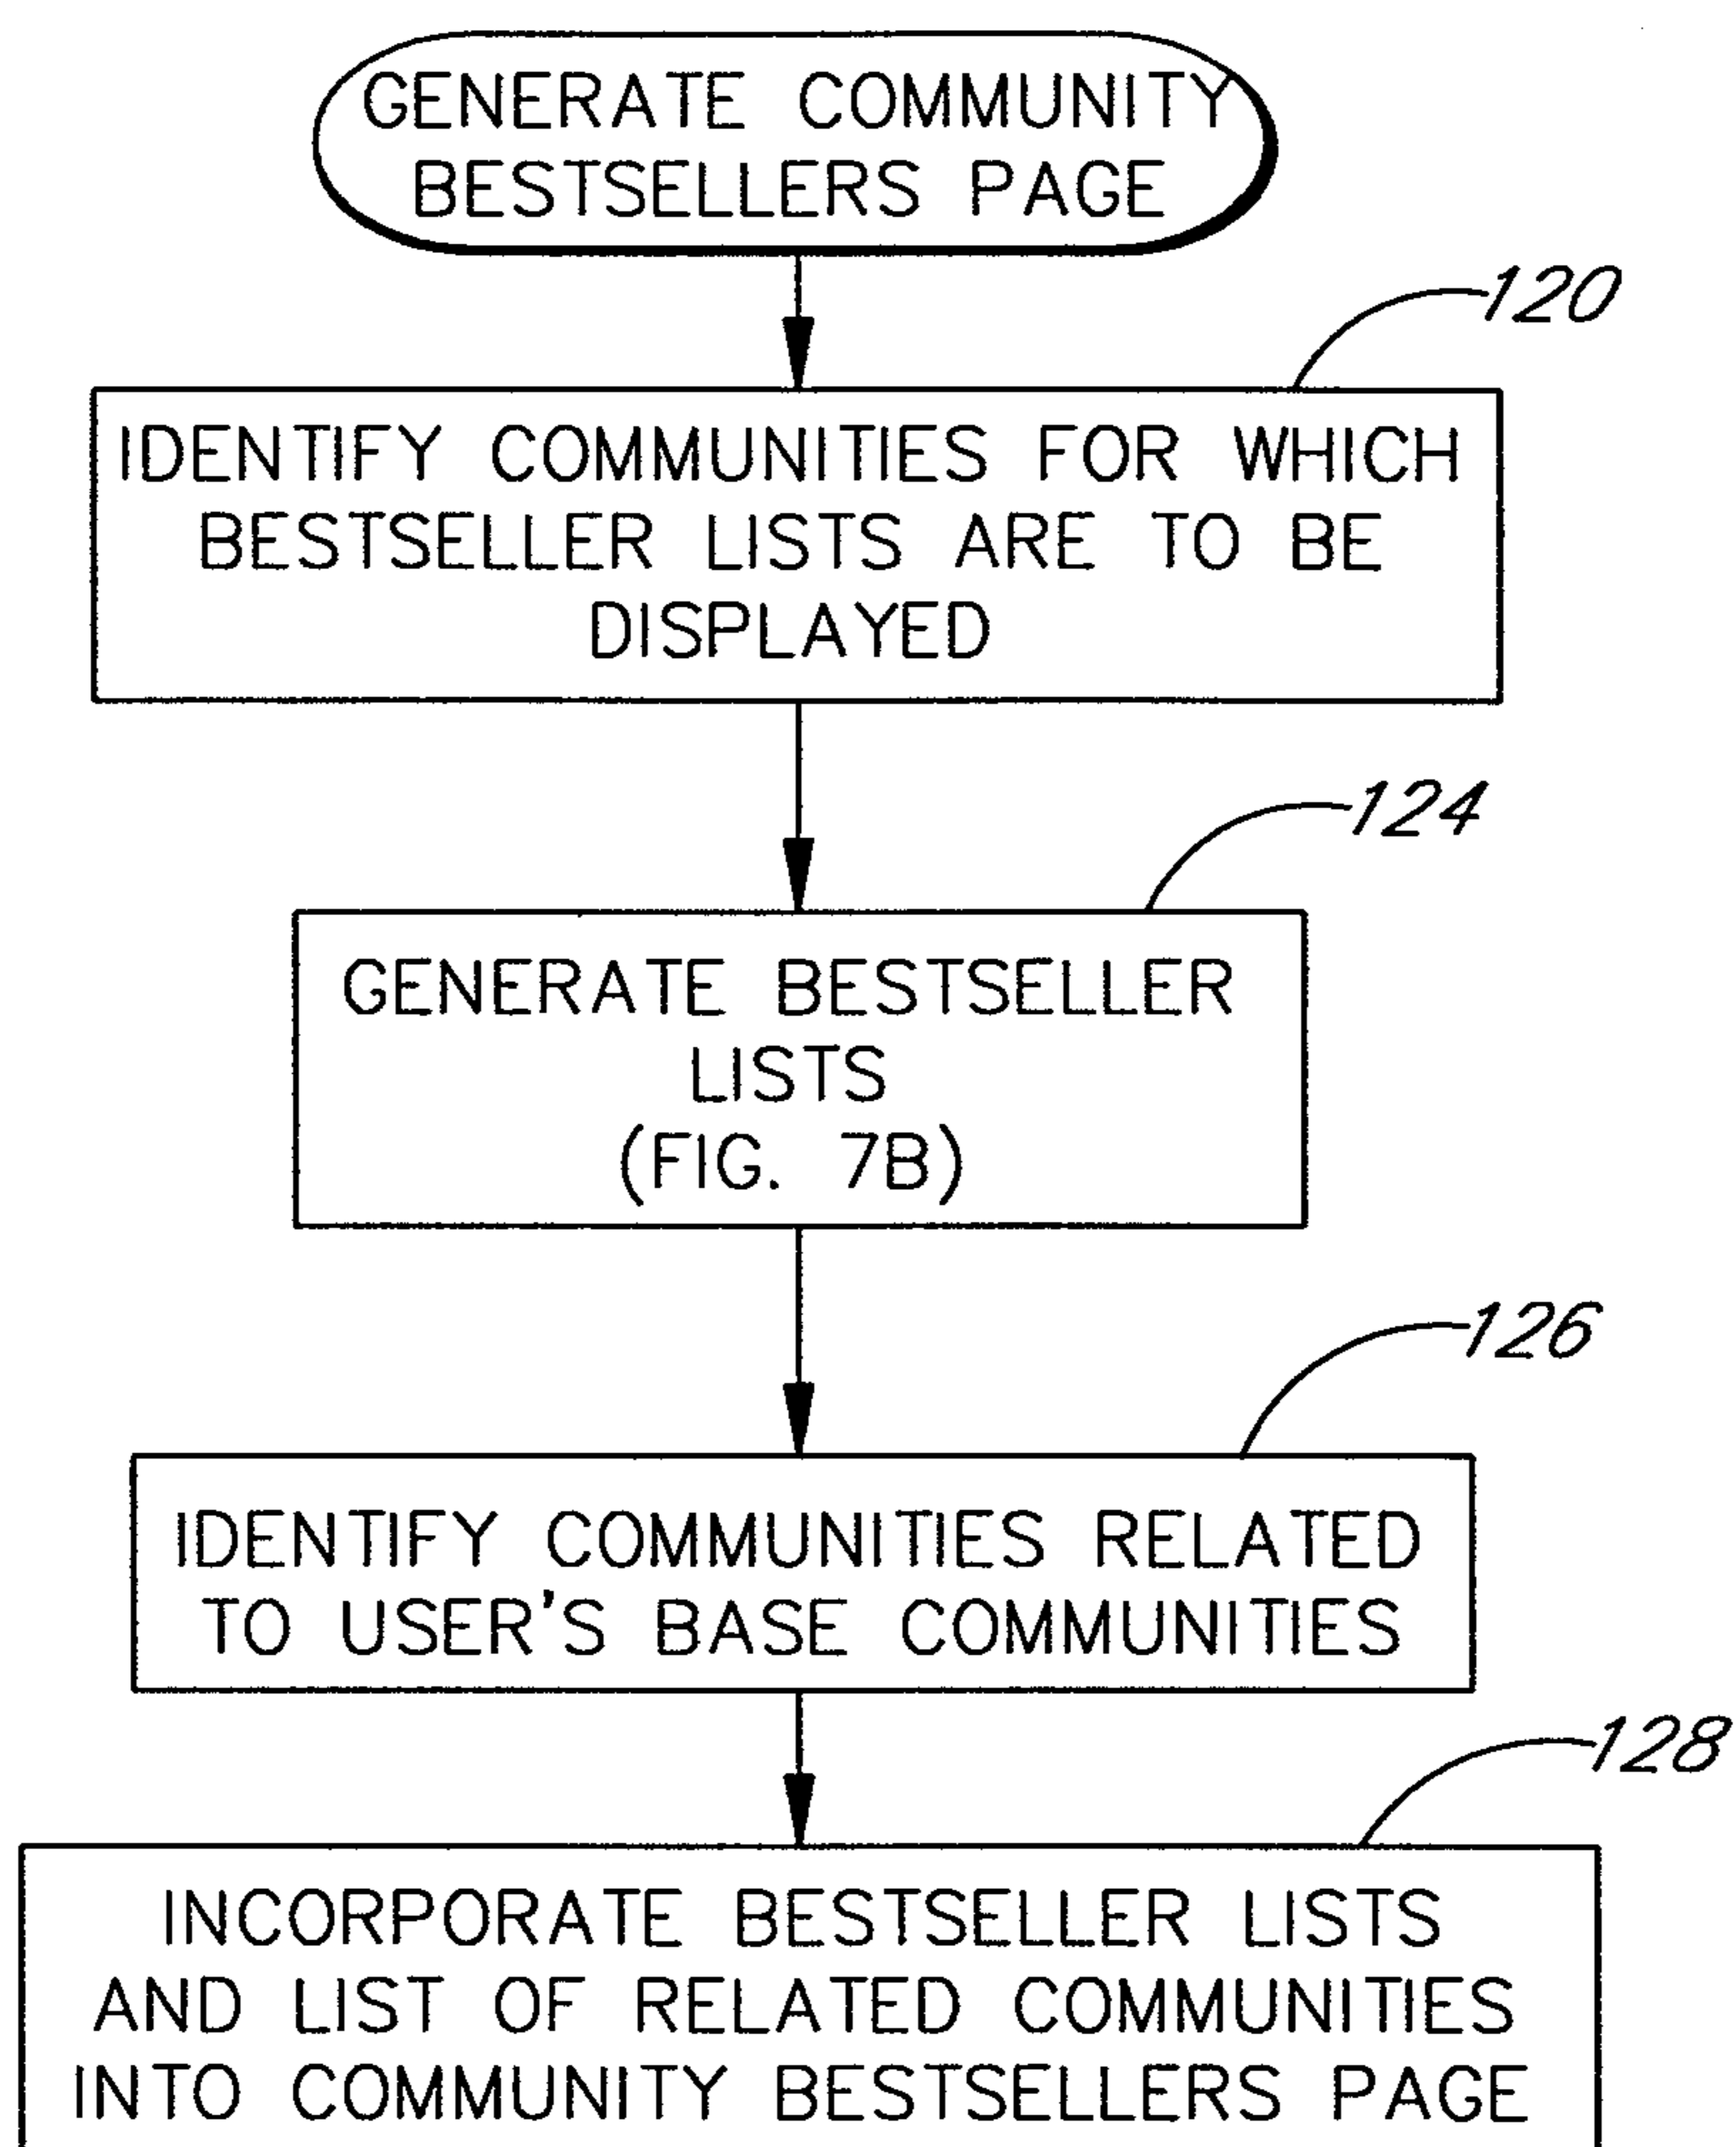 GENERATE COMMUNITY
BESTSELLERS PAGE
120
IDENTIFY COMMUNITIES FOR WHICH
BESTSELLER LISTS ARE TO BE
DISPLAYED
124
GENERATE BESTSELLER
LISTS
(FIG. 7B)
126
IDENTIFY COMMUNITIES RELATED
TO USER'S BASE COMMUNITIES
128
INCORPORATE BESTSELLER LISTS
AND LIST OF RELATED COMMUNITIES
INTO COMMUNITY BESTSELLERS PAGE